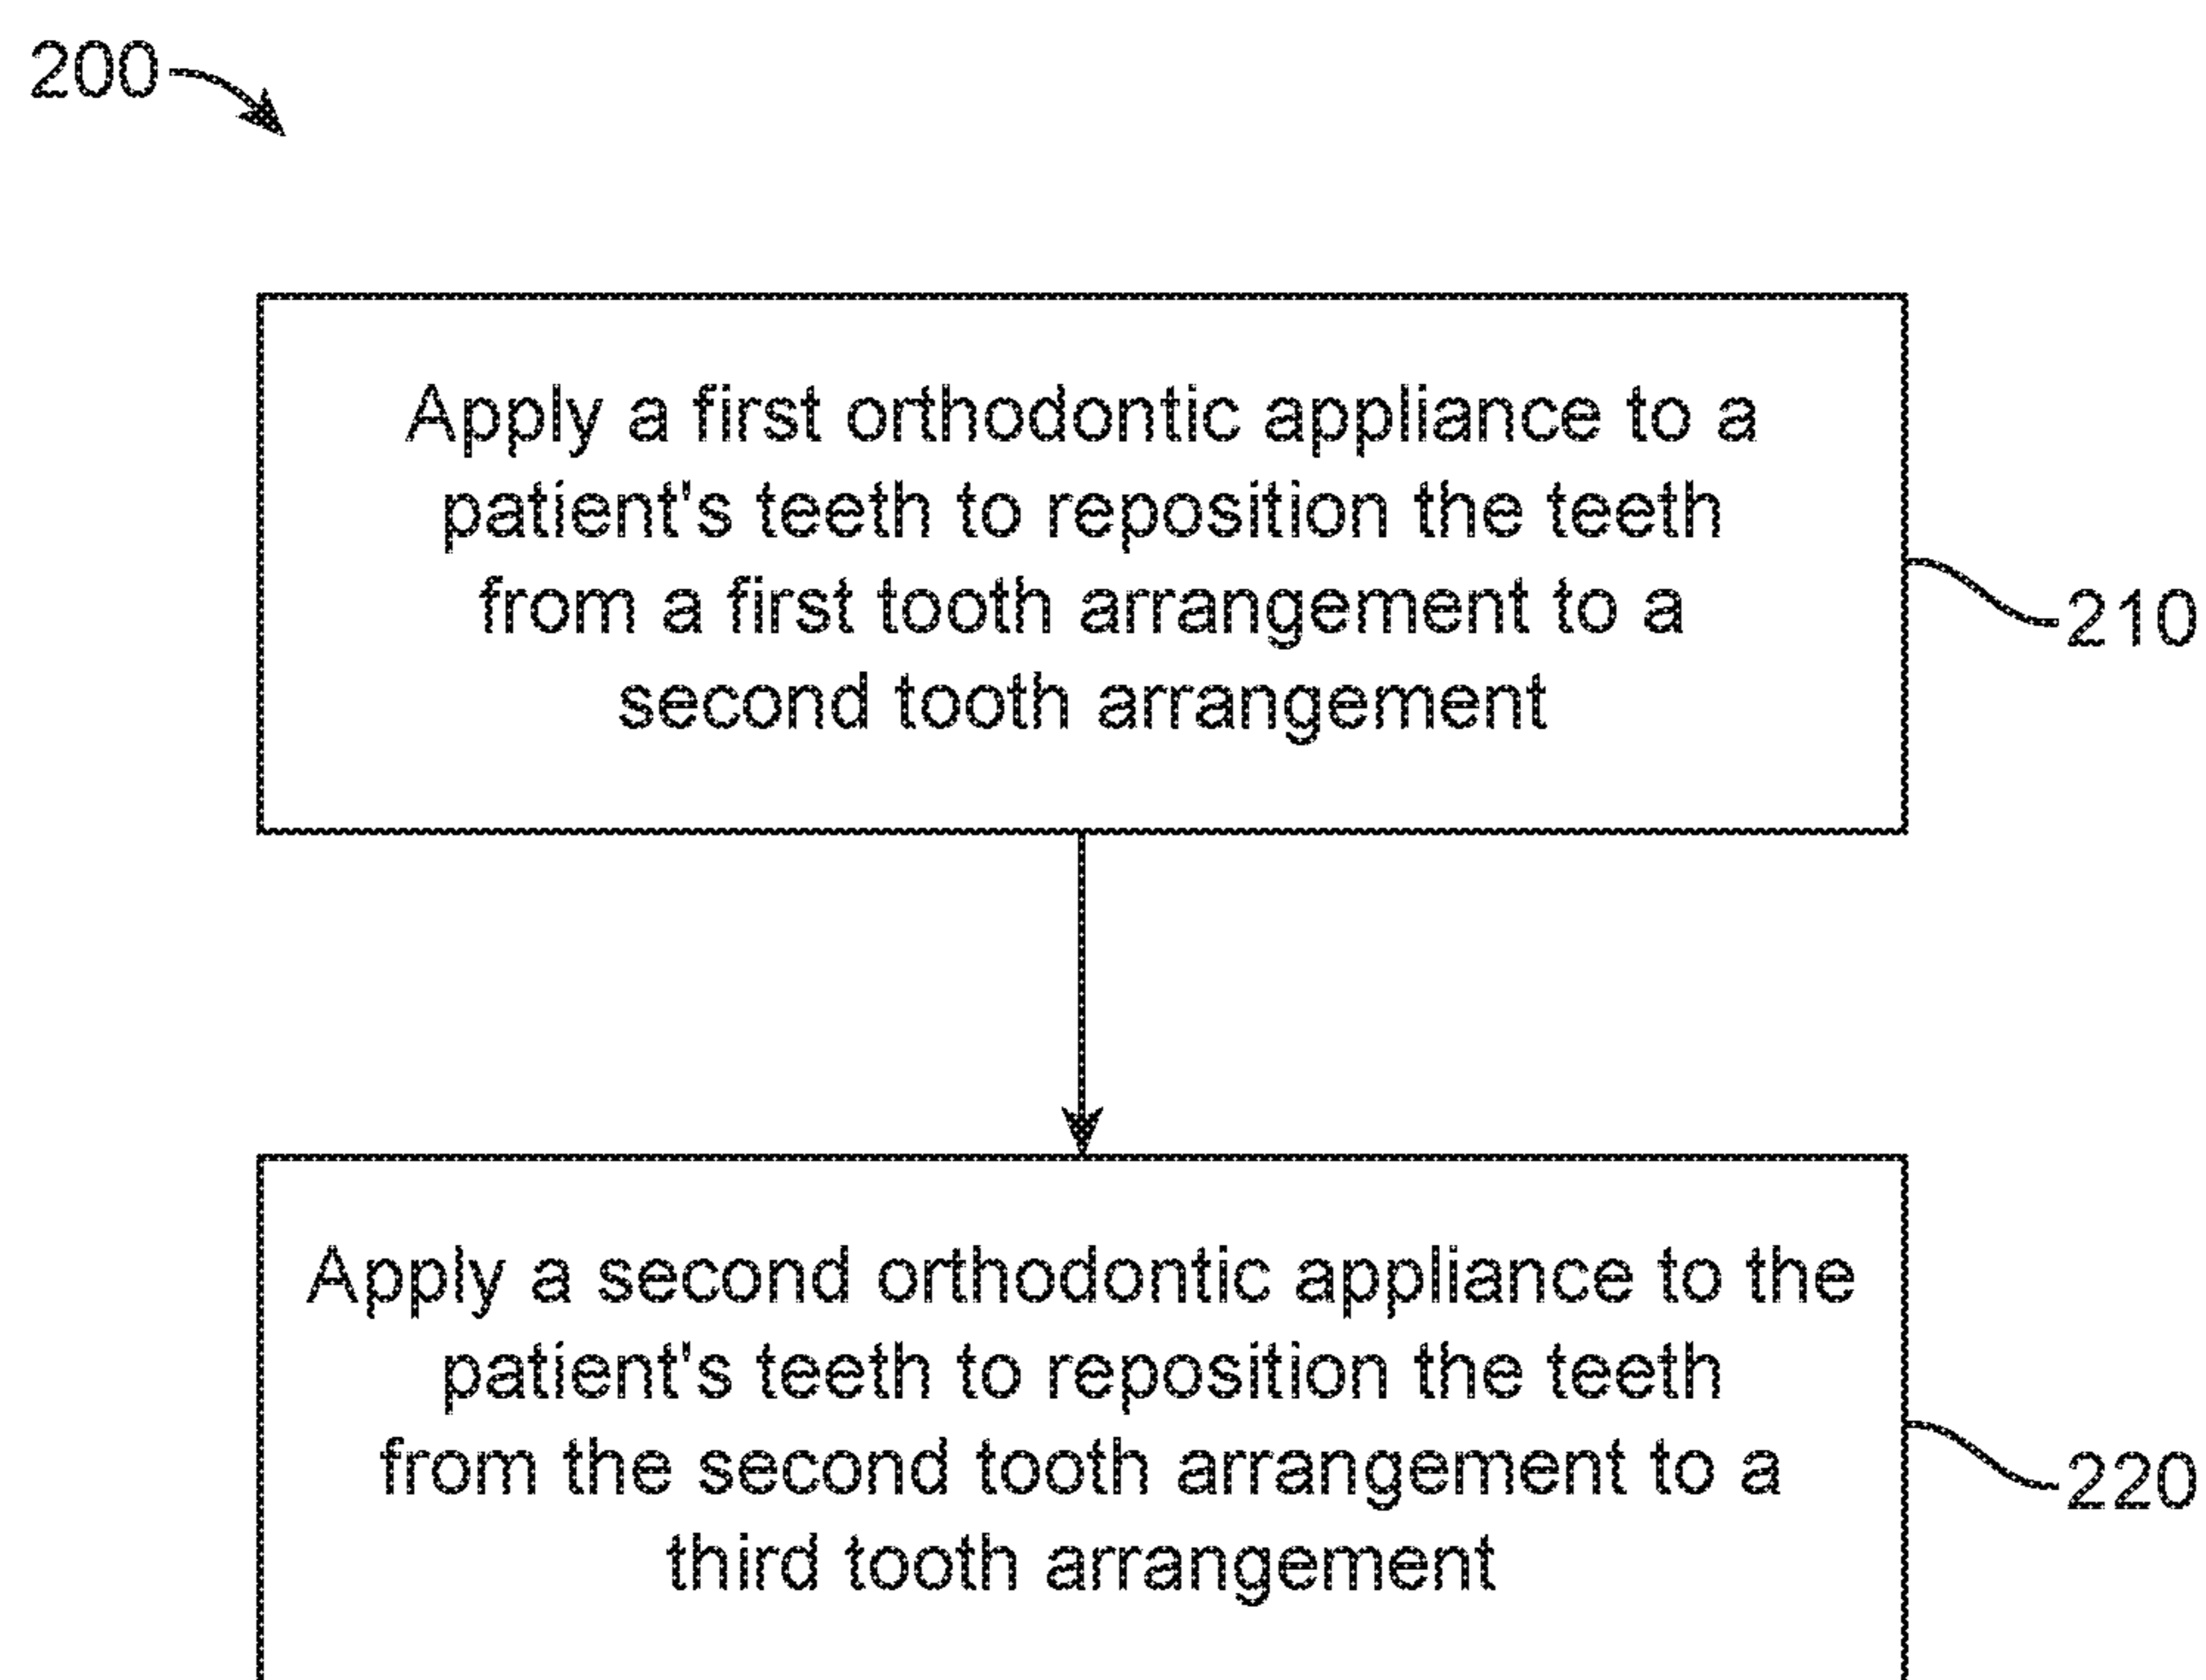 200
Apply a first orthodontic appliance to a
patient's teeth to reposition the teeth
from a first tooth arrangement to a
second tooth arrangement
210
Apply a second orthodontic appliance to the
patient's teeth to reposition the teeth
from the second tooth arrangement to a
third tooth arrangement
220